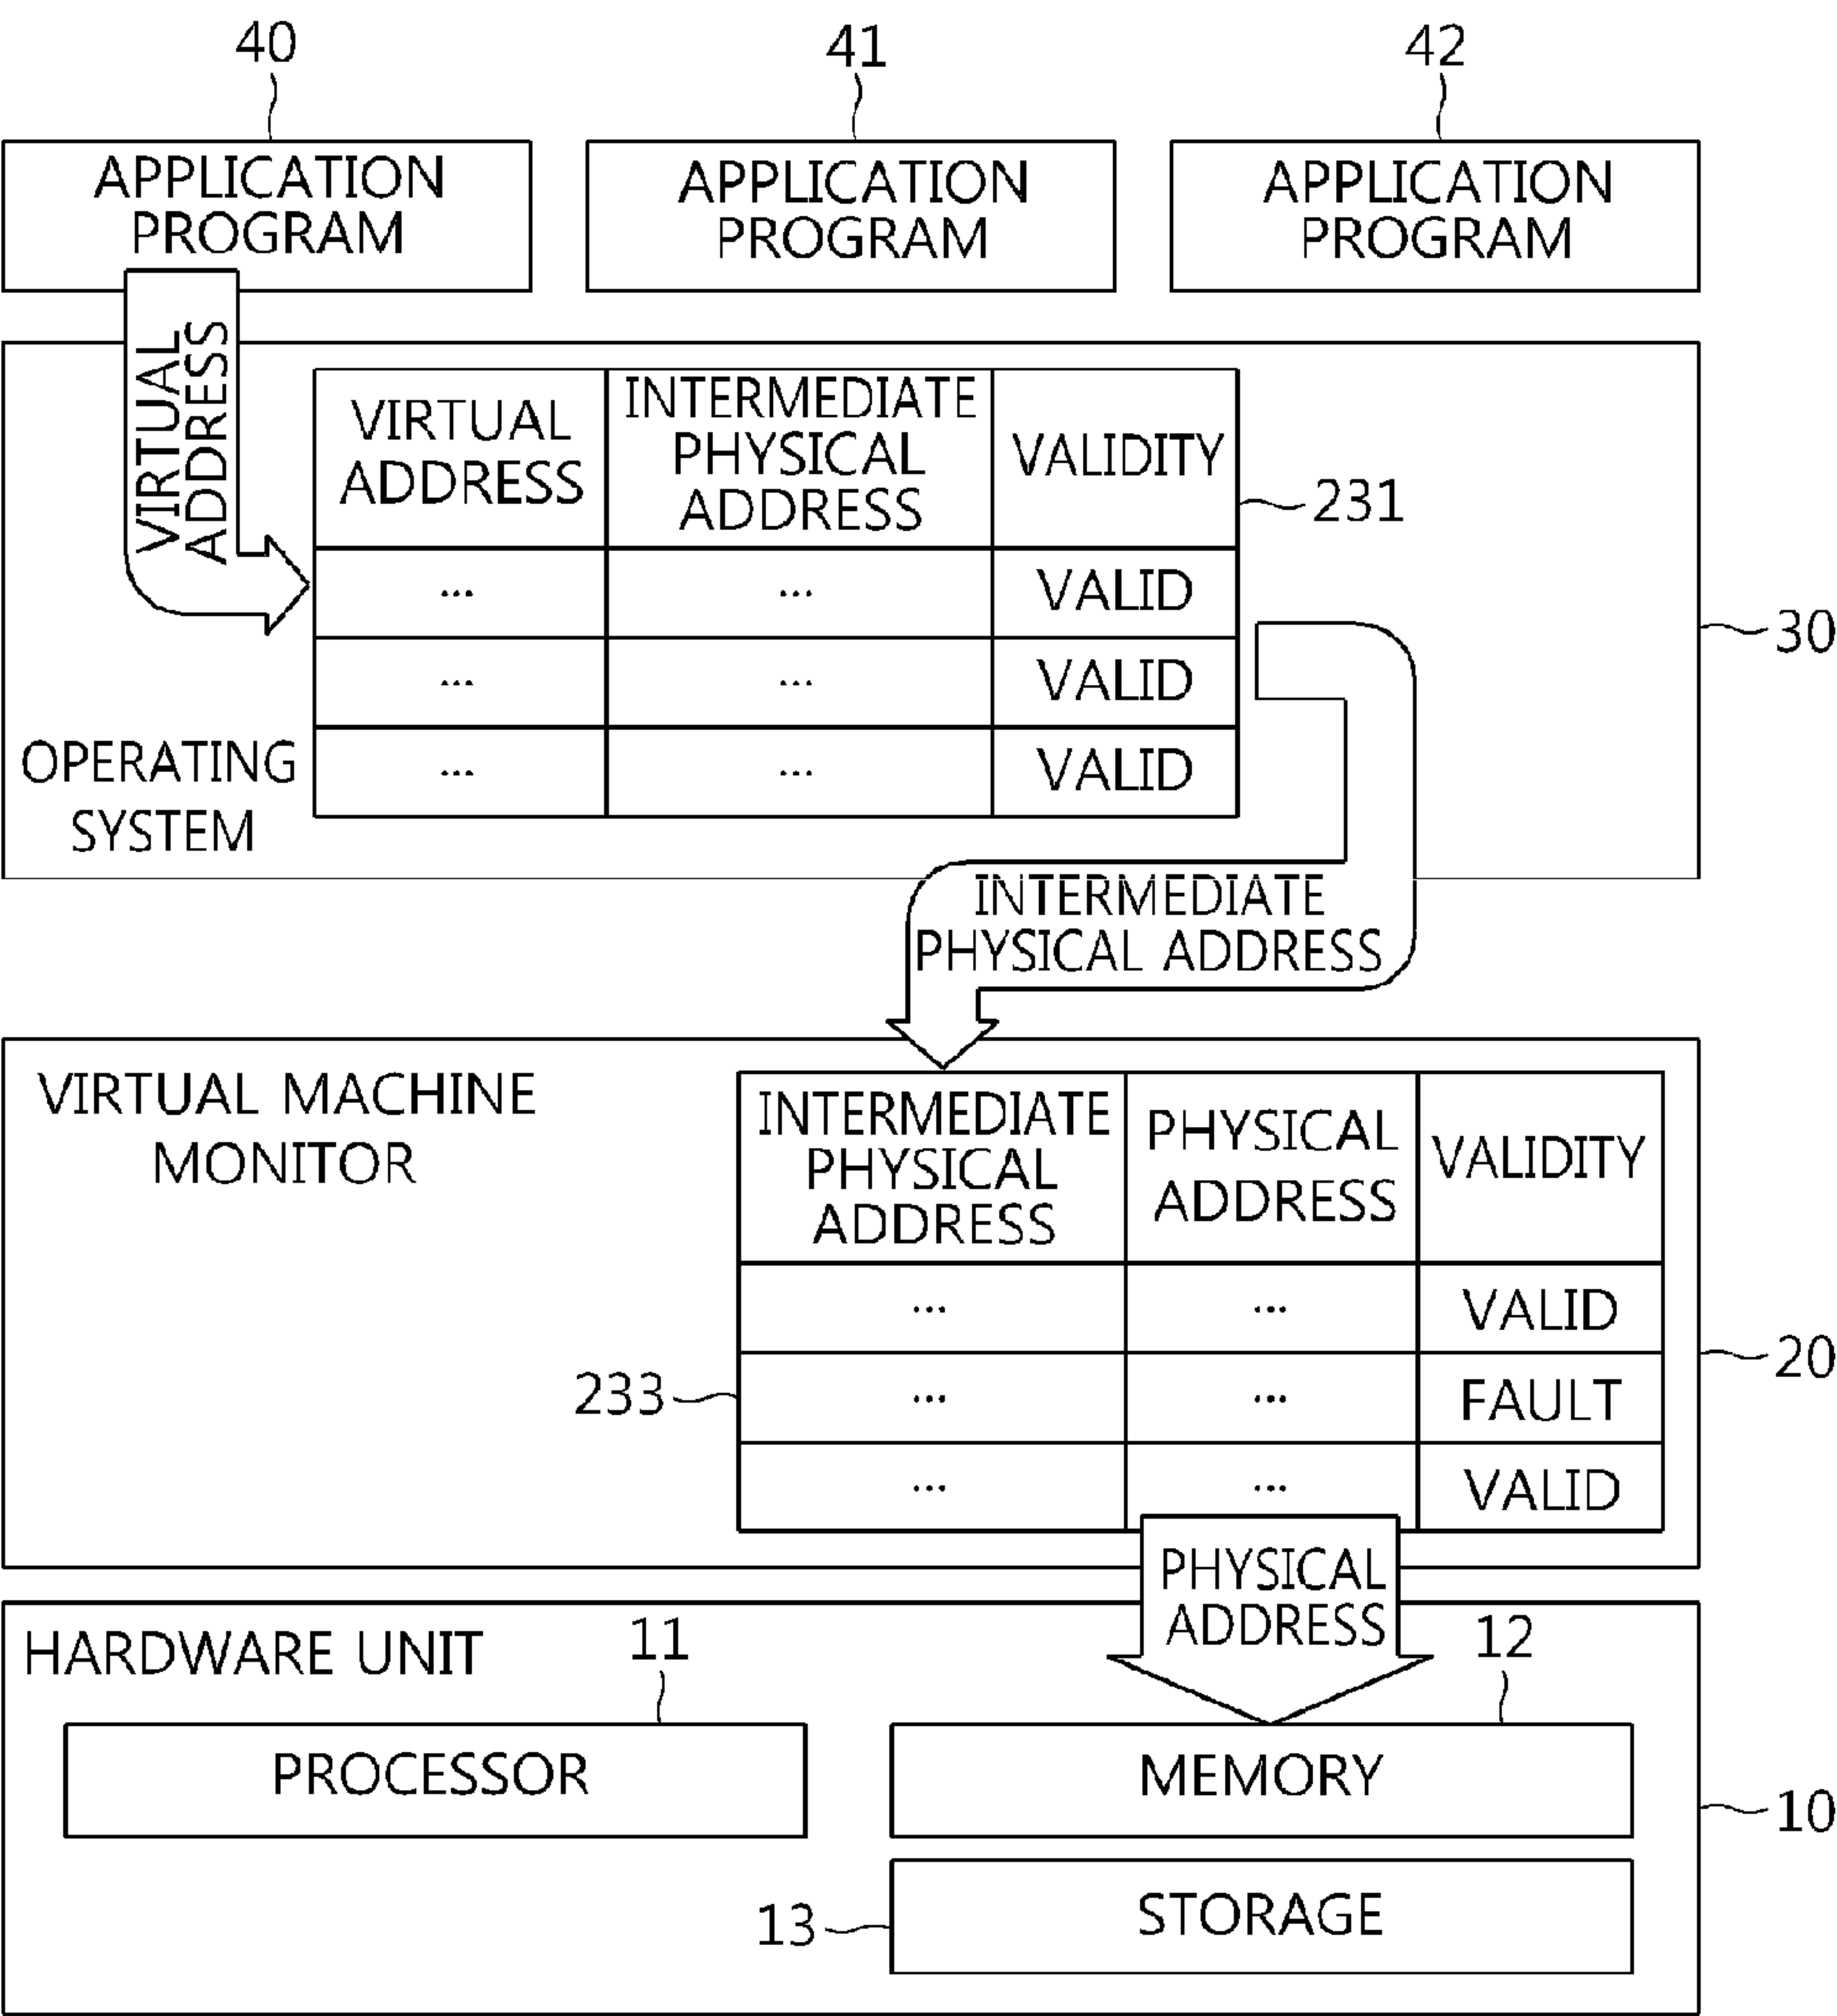 40
41
42
APPLICATION
PROGRAM
APPLICATION
PROGRAM
APPLICATION
PROGRAM
VIRTUAL
ADDRESS
VIRTUAL
ADDRESS
INTERMEDIATE
PHYSICAL
ADDRESS
VALIDITY
231
...
...
VALID
30
...
...
VALID
...
...
VALID
OPERATING
SYSTEM
INTERMEDIATE
PHYSICAL ADDRESS
VIRTUAL MACHINE
MONITOR
INTERMEDIATE
PHYSICAL
ADDRESS
PHYSICAL
ADDRESS
VALIDITY
...
...
VALID
20
233
...
...
FAULT
...
...
VALID
PHYSICAL
ADDRESS
HARDWARE UNIT
11
12
PROCESSOR
MEMORY
10
13
STORAGE